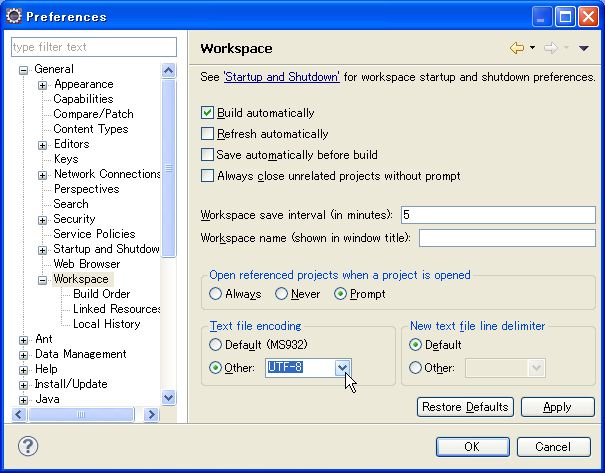 Preferences
type filter text
General
Appearance
Capabilities
Compare/Patch
Content Types
Editors
Keys
Network Connections
Perspectives
Search
Security
Service Policies
Startup and Shutdown
Web Browser
Workspace
Build Order
Linked Resources
Local History
Ant
Data Management
Help
Install/Update
Java
Workspace
See 'Startup and Shutdown' for workspace startup and shutdown preferences.
Build automatically
Refresh automatically
Save automatically before build
Always close unrelated projects without prompt
Workspace save interval (in minutes): 5
Workspace name (shown in window title):
Open referenced projects when a project is opened
Always Never Prompt
Text file encoding
Default (MS932)
Other: UTF-8
New text file line delimiter
Default
Other:
Restore Defaults Apply
OK Cancel